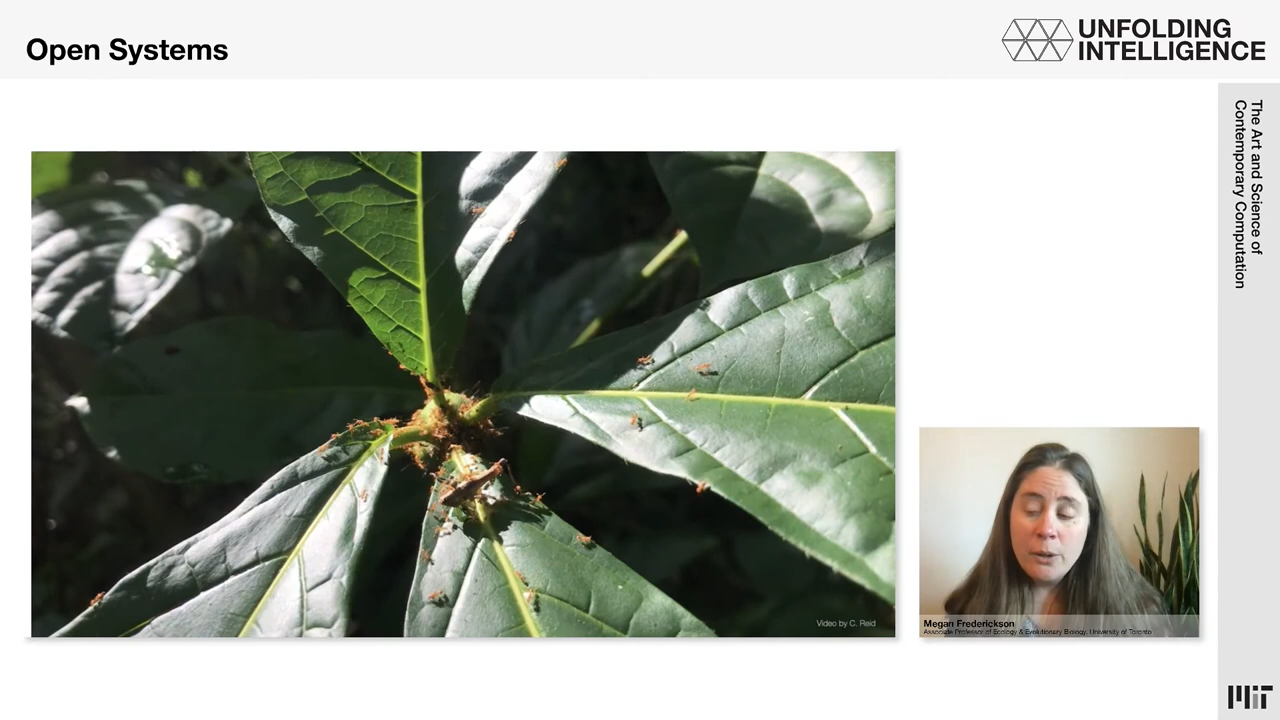 Open Systems
UNFOLDING
INTELLIGENCE
The Art and Science of
Contemporary Computation
Video by C. Reid
Megan Frederickson
Associate Professor of Ecology & Evolutionary Biology, University of Toronto
MIT